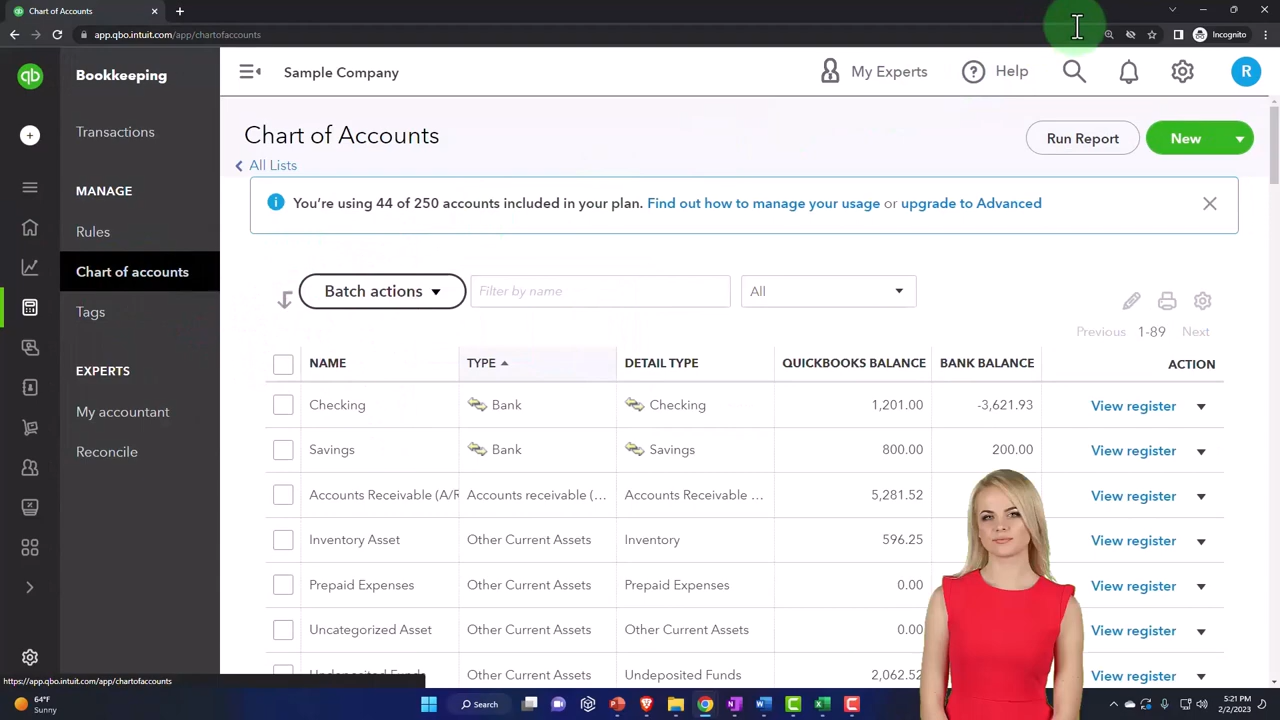 Chart of Accounts
app.qbo.intuit.com/app/chartofaccounts
Incognito
qb
Bookkeeping
Sample Company
My Experts
Help
R
Transactions
MANAGE
Rules
Chart of accounts
Tags
EXPERTS
My accountant
Reconcile
Chart of Accounts
All Lists
Run Report
New
You're using 44 of 250 accounts included in your plan. Find out how to manage your usage or upgrade to Advanced
Batch actions
Filter by name
All
Previous 1-89 Next
NAME TYPE DETAIL TYPE QUICKBOOKS BALANCE BANK BALANCE ACTION
Checking Bank Checking 1,201.00 -3,621.93 View register
Savings Bank Savings 800.00 200.00 View register
Accounts Receivable (A/R Accounts receivable (... Accounts Receivable ... 5,281.52 View register
Inventory Asset Other Current Assets Inventory 596.25 View register
Prepaid Expenses Other Current Assets Prepaid Expenses 0.00 View register
Uncategorized Asset Other Current Assets Other Current Assets 0.00 View register
Undeposited Funds Other Current Assets Undeposited Funds 2,062.52 View register
https://app.qbo.intuit.com/app/chartofaccounts
64°F
Sunny
Search
5:21 PM
2/2/2023